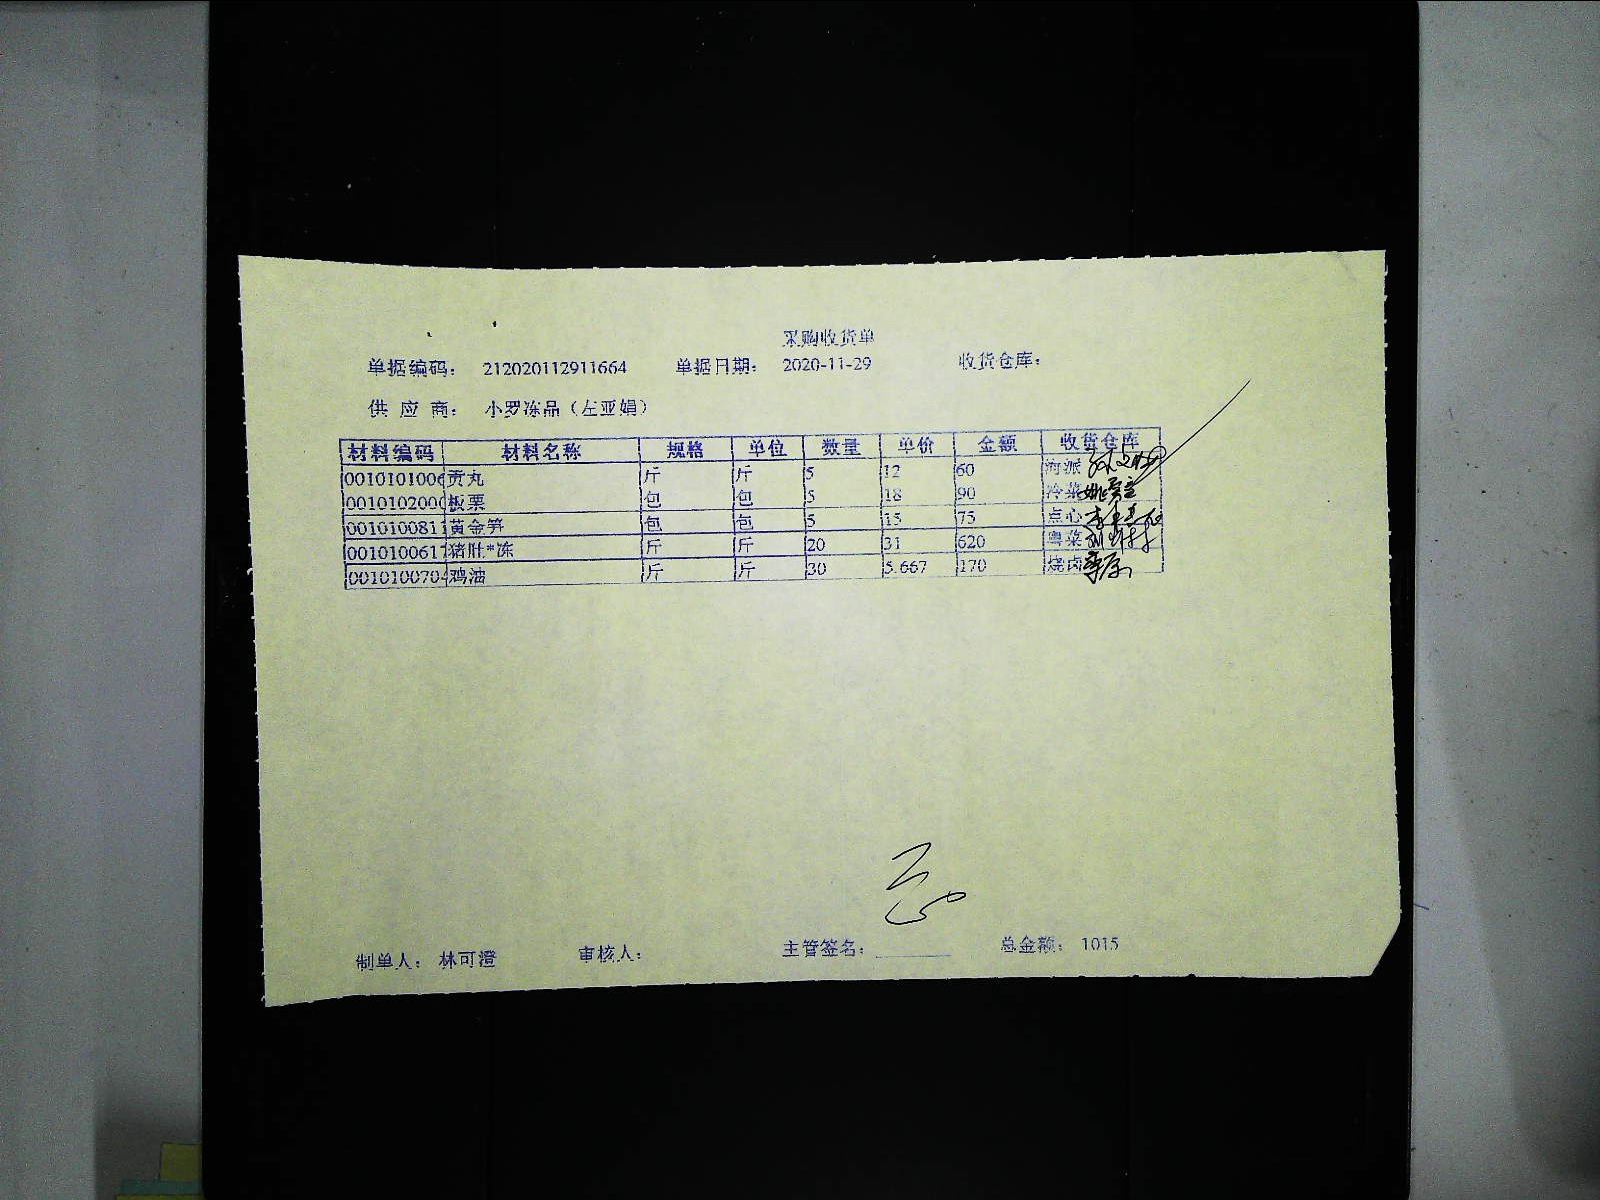 采购收货单
单据编码： 212020112911664 单据日期： 2020-11-29 收货仓库：
供 应 商： 小罗冻品（左亚娟）
材料编码 材料名称 规格 单位 数量 单价 金额 收货仓库
001010100 贡丸 斤 斤 5 12 60 海派
001010200 板栗 包 包 5 18 90 冷菜
001010081 黄金笋 包 包 5 15 75 点心
001010061 猪肚*冻 斤 斤 20 31 620 粤菜
001010070 鸡油 斤 斤 30 5.667 170 烧卤
制单人： 林可澄 审核人： 主管签名： 总金额： 1015